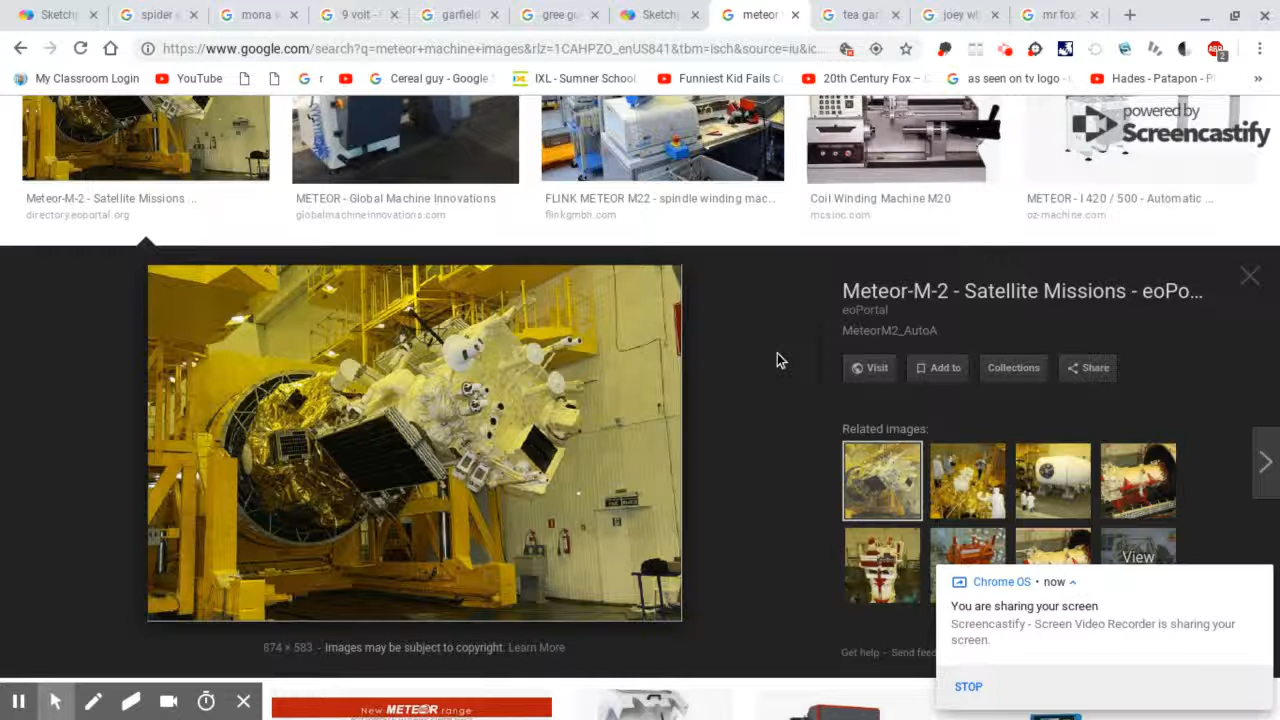 Sketchp
spider
mona w
9 volt -
garfield
gree gu
Sketchy
meteor
tea gar
joey wh
mr fox
https://www.google.com/search?q=meteor+machine+images&rlz=1CAHPZO_enUS841&tbm=isch&source=iu&ic...
My Classroom Login
YouTube
r
Cereal guy - Google
IXL - Sumner School
Funniest Kid Fails C
20th Century Fox –
as seen on tv logo -
Hades - Patapon - P
powered by
Screencastify
Meteor-M-2 - Satellite Missions ...
directory.eoportal.org
METEOR - Global Machine Innovations
globalmachineinnovations.com
FLINK METEOR M22 - spindle winding mac...
flinkgmbh.com
Coil Winding Machine M20
mcsinc.com
METEOR - I 420 / 500 - Automatic ...
oz-machine.com
Meteor-M-2 - Satellite Missions - eoPo...
eoPortal
MeteorM2_AutoA
Visit
Add to
Collections
Share
Related images:
View
874 × 583 - Images may be subject to copyright. Learn More
Get help - Send feed
Chrome OS • now
You are sharing your screen
Screencastify - Screen Video Recorder is sharing your
screen.
STOP
New METEOR range